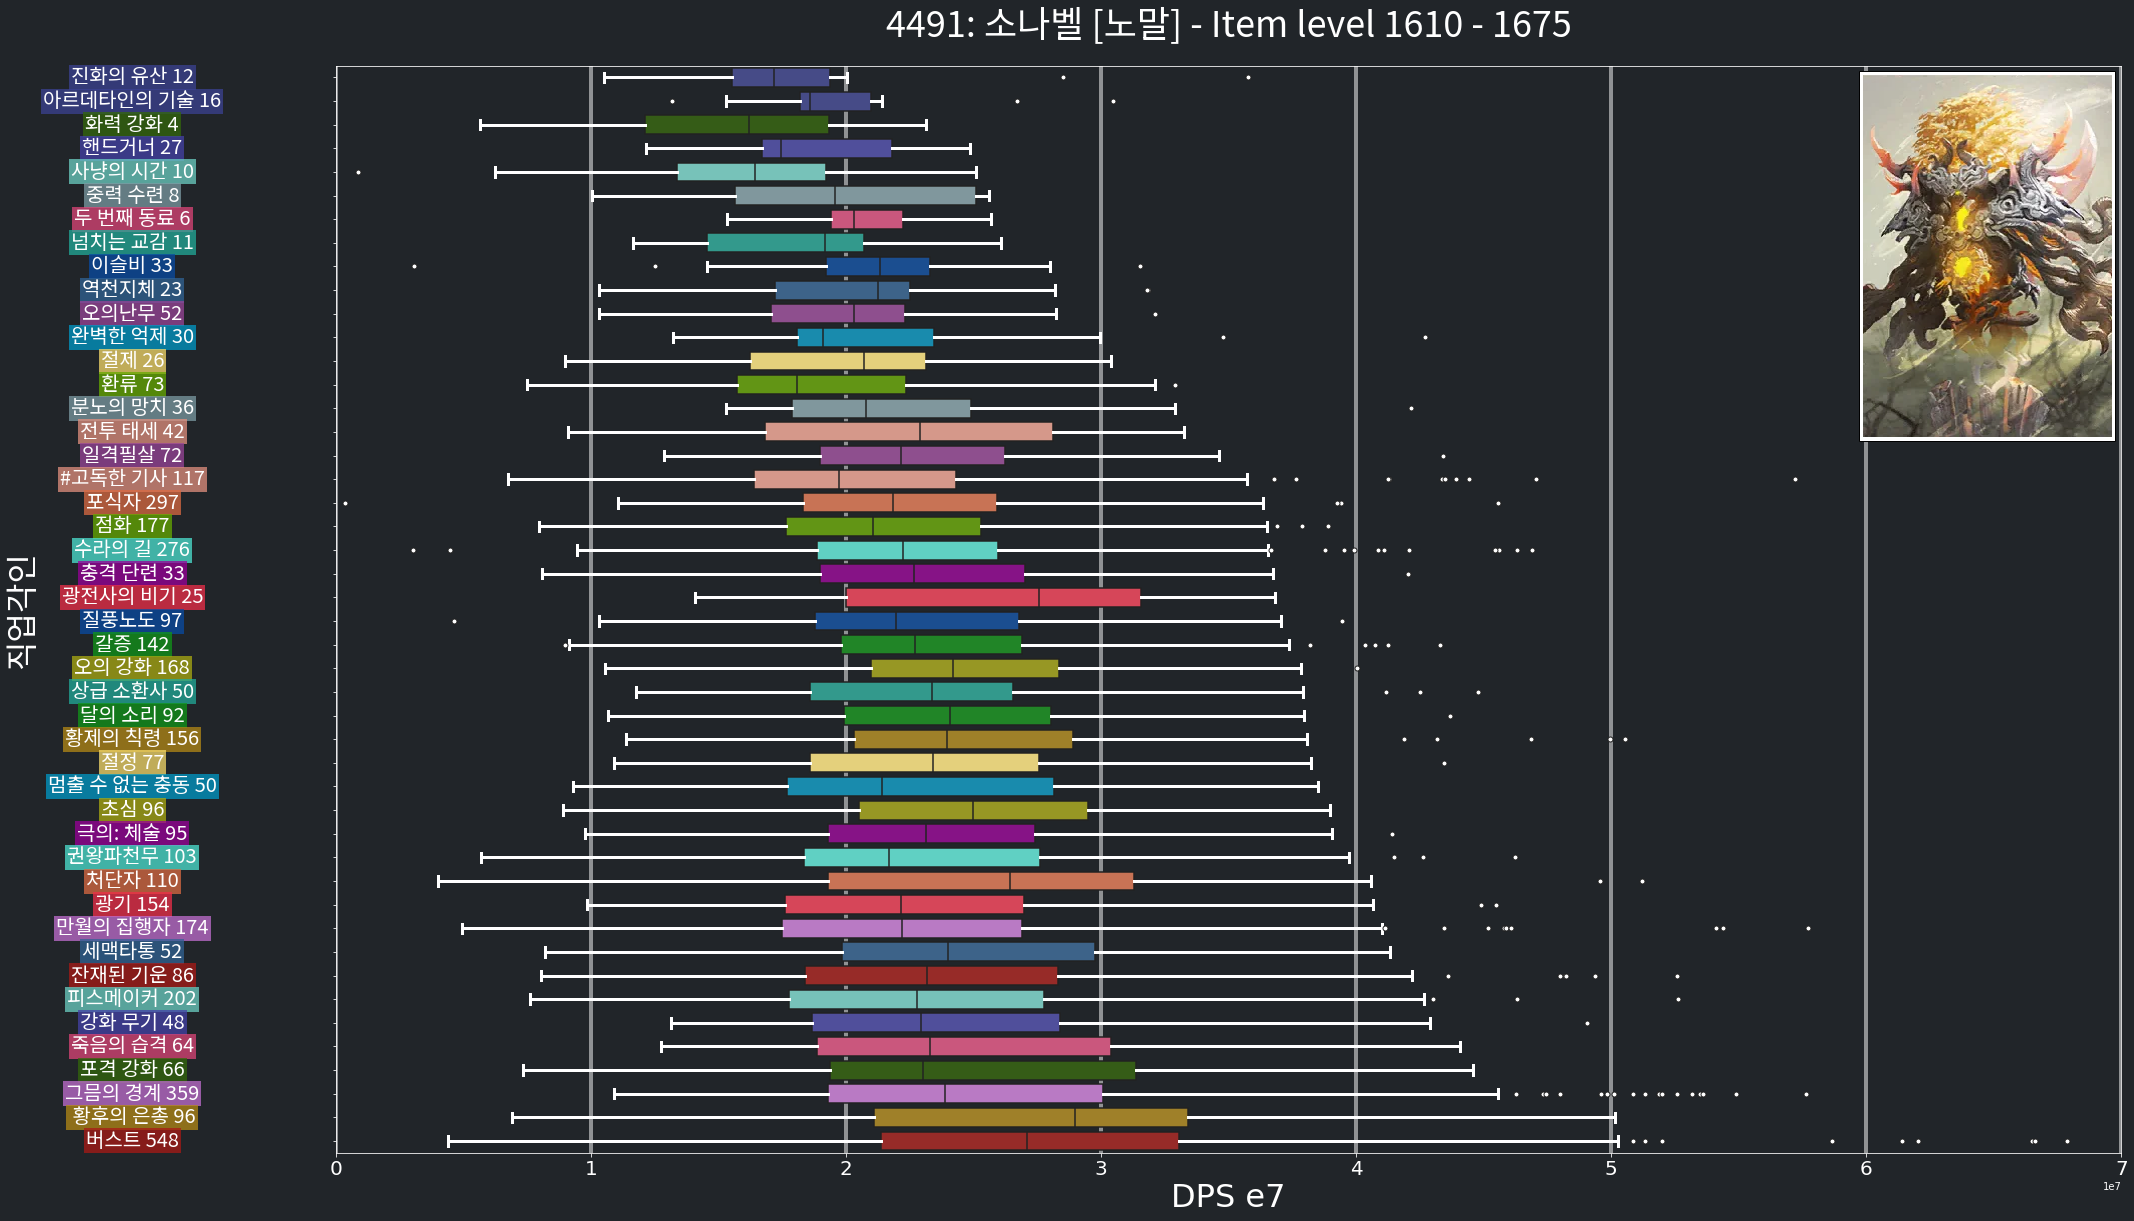 4491: 소나벨 [노말] - Item level 1610 - 1675
진화의 유산 12
아르데타인의 기술 16
화력 강화 4
핸드거너 27
사냥의 시간 10
중력 수련 8
두 번째 동료 6
넘치는 교감 11
이슬비 33
역천지체 23
오의난무 52
완벽한 억제 30
절제 26
환류 73
분노의 망치 36
전투 태세 42
일격필살 72
#고독한 기사 117
포식자 297
점화 177
수라의 길 276
충격 단련 33
광전사의 비기 25
질풍노도 97
갈증 142
오의 강화 168
상급 소환사 50
달의 소리 92
황제의 칙령 156
절정 77
멈출 수 없는 충동 50
초심 96
극의: 체술 95
권왕파천무 103
처단자 110
광기 154
만월의 집행자 174
세맥타통 52
잔재된 기운 86
피스메이커 202
강화 무기 48
죽음의 습격 64
포격 강화 66
그믐의 경계 359
황후의 은총 96
버스트 548
직업각인
0 1 2 3 4 5 6 7
1e7
DPS e7